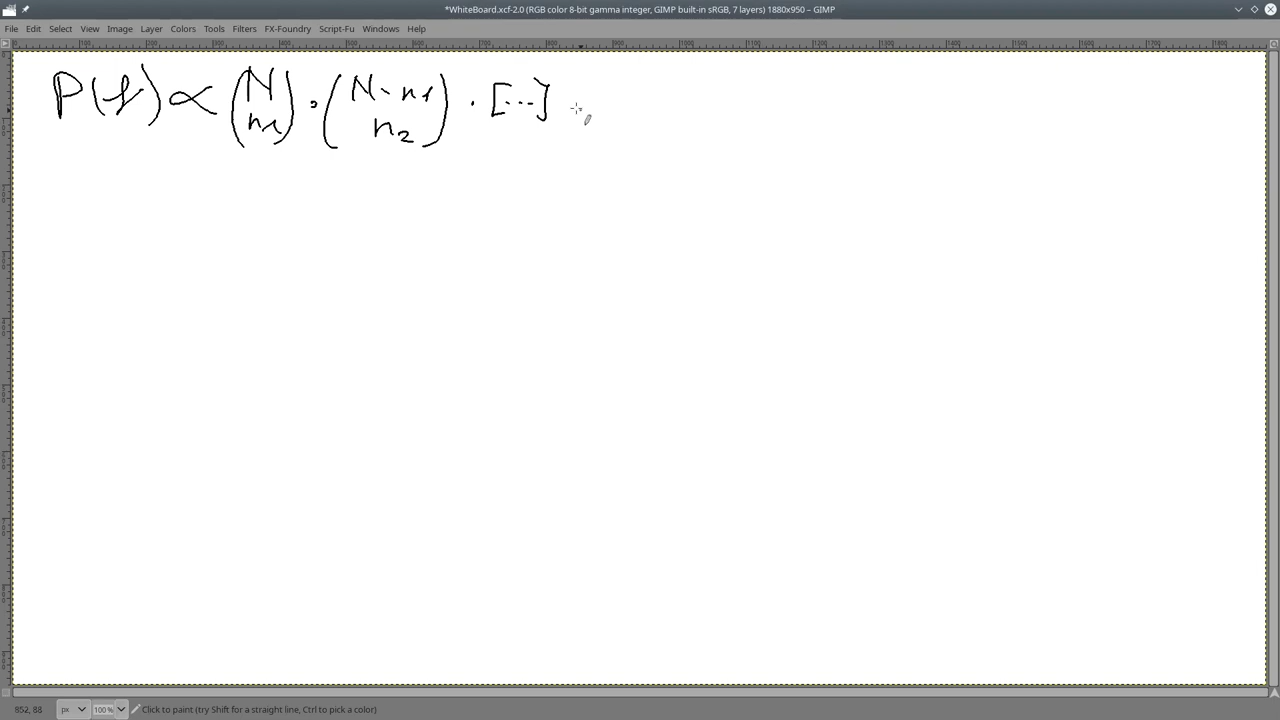 *WhiteBoard.xcf-2.0 (RGB color 8-bit gamma integer, GIMP built-in sRGB, 7 layers) 1880x950 – GIMP
File Edit Select View Image Layer Colors Tools Filters FX-Foundry Script-Fu Windows Help
P(f) ∝ (N n1) · (N - n1 n2) · [...]
852, 88 px 100 % Click to paint (try Shift for a straight line, Ctrl to pick a color)